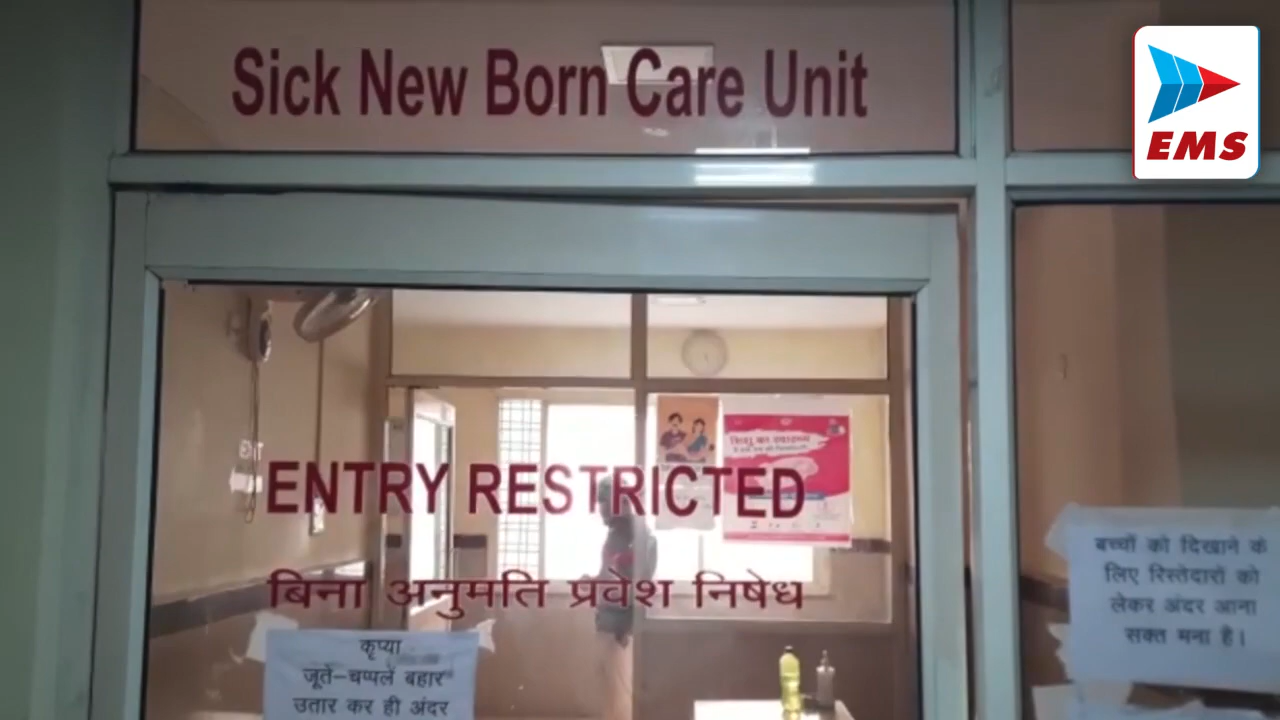 Sick New Born Care Unit
EMS
ENTRY RESTRICTED
बिना अनुमति प्रवेश निषेध
कृप्या
जूते-चप्पलें बहार
उतार कर ही अंदर
बच्चों को दिखाने के
लिए रिस्तेदारों को
लेकर अंदर आना
सक्त मना है।